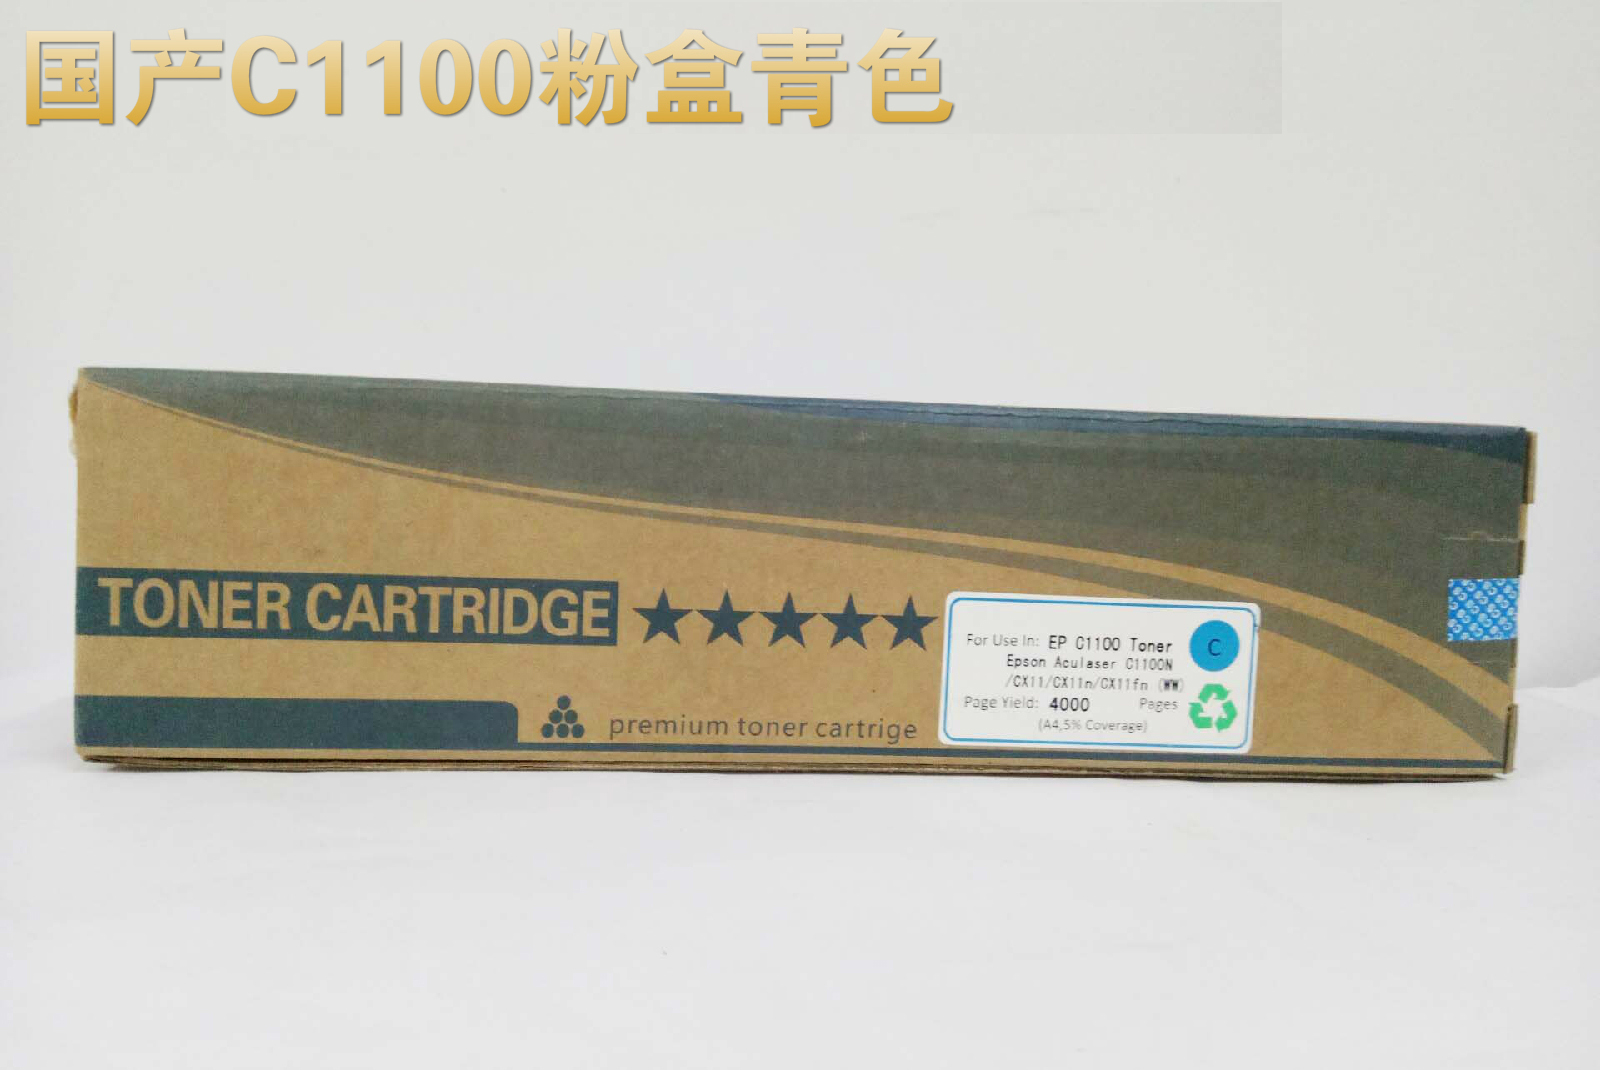 国产C1100粉盒青色
TONER CARTRIDGE
premium toner cartrige
For Use In: EP C1100 Toner
C
Epson Aculaser C1100N
/CX11/CX11n/CX11fn (WW)
Page Yield: 4000 Pages
(A4,5% Coverage)